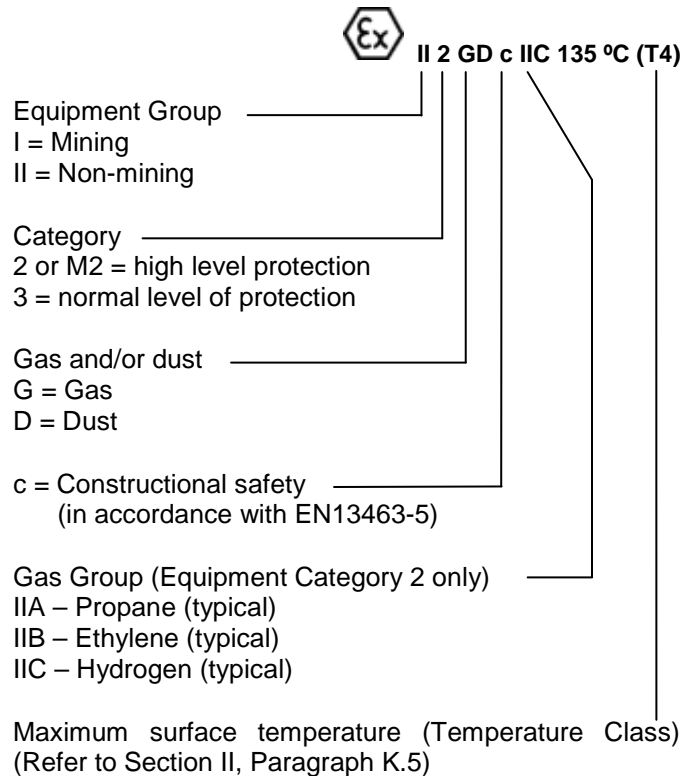 Ex II 2 GD c IIC 135 ºC (T4)
Equipment Group
I = Mining
II = Non-mining
Category
2 or M2 = high level protection
3 = normal level of protection
Gas and/or dust
G = Gas
D = Dust
c = Constructional safety
(in accordance with EN13463-5)
Gas Group (Equipment Category 2 only)
IIA – Propane (typical)
IIB – Ethylene (typical)
IIC – Hydrogen (typical)
Maximum surface temperature (Temperature Class)
(Refer to Section II, Paragraph K.5)